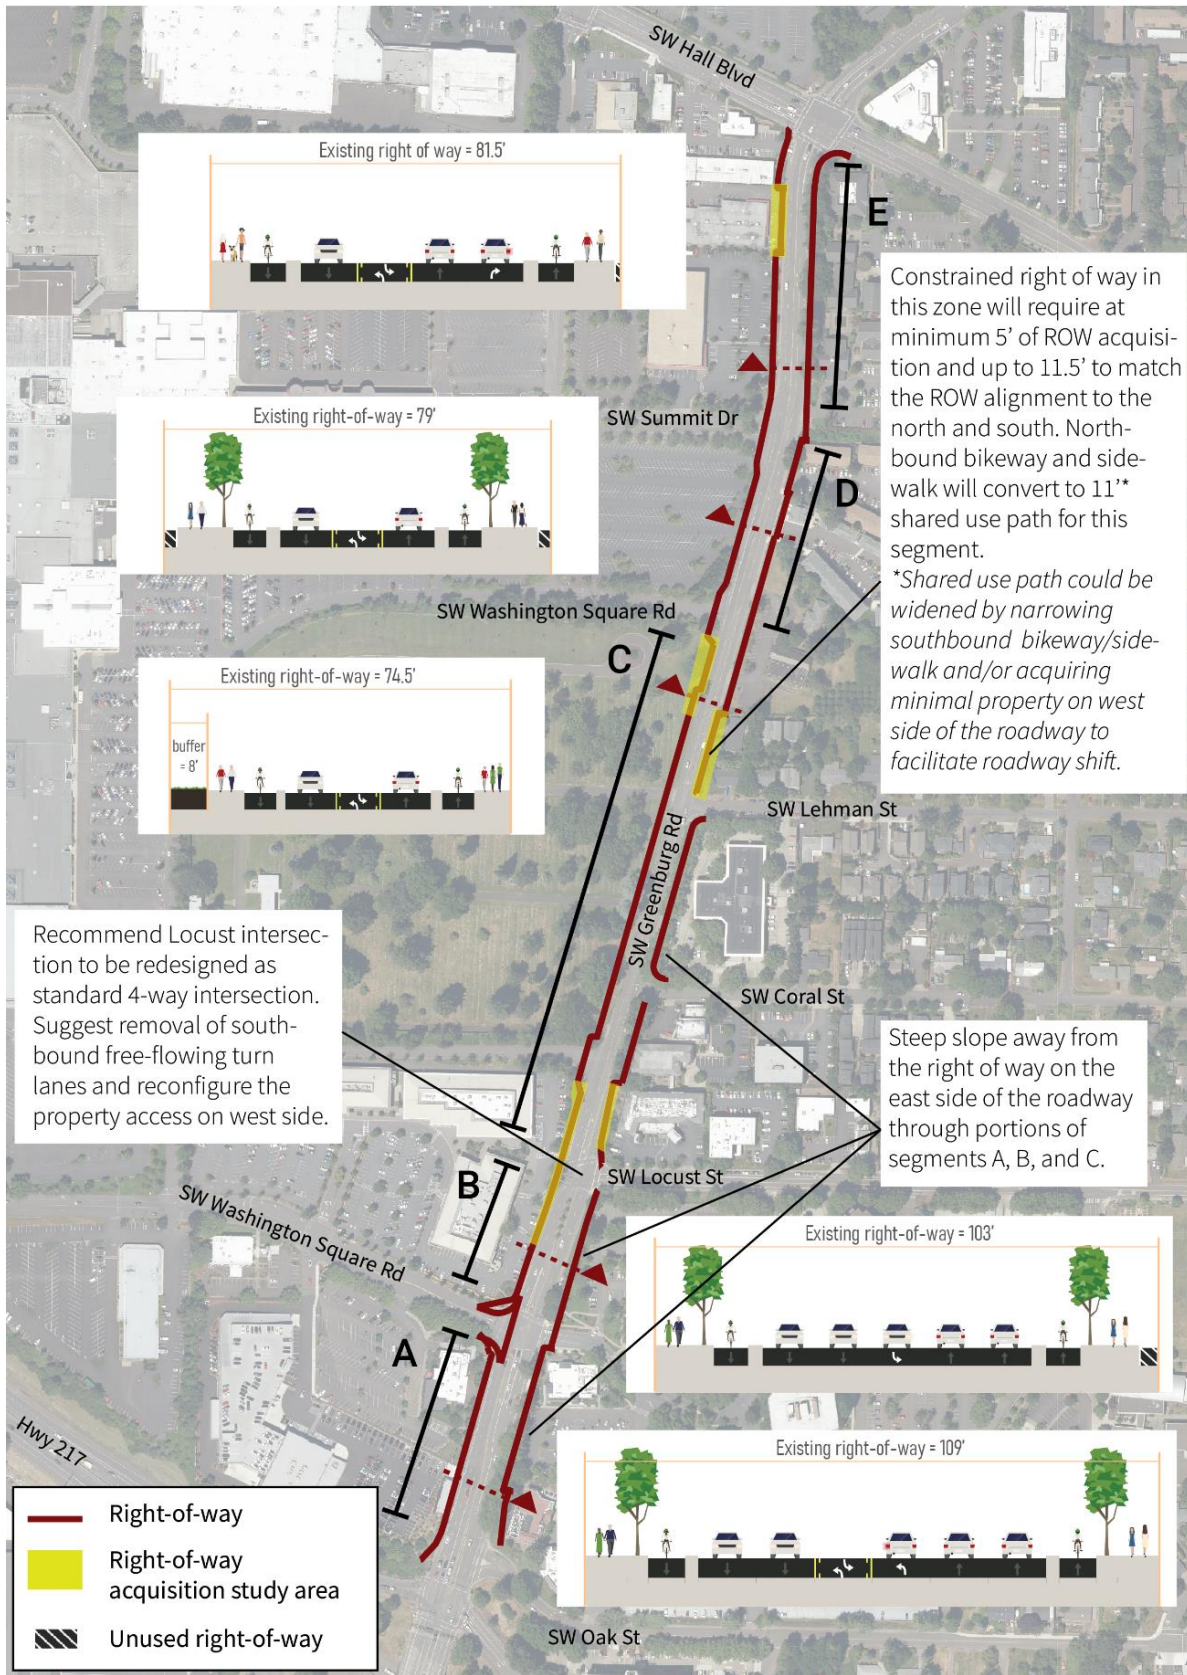 SW Hall Blvd
Existing right of way = 81.5'
E
Constrained right of way in
this zone will require at
minimum 5' of ROW acquisi-
tion and up to 11.5' to match
the ROW alignment to the
north and south. North-
bound bikeway and side-
walk will convert to 11'*
shared use path for this
segment.
*Shared use path could be
widened by narrowing
southbound bikeway/side-
walk and/or acquiring
minimal property on west
side of the roadway to
facilitate roadway shift.
SW Summit Dr
Existing right-of-way = 79'
D
SW Washington Square Rd
C
Existing right-of-way = 74.5'
buffer
= 8'
SW Lehman St
SW Greenburg Rd
Recommend Locust intersec-
tion to be redesigned as
standard 4-way intersection.
Suggest removal of south-
bound free-flowing turn
lanes and reconfigure the
property access on west side.
SW Coral St
Steep slope away from
the right of way on the
east side of the roadway
through portions of
segments A, B, and C.
B
SW Locust St
SW Washington Square Rd
Existing right-of-way = 103'
A
Hwy 217
Existing right-of-way = 109'
Right-of-way
Right-of-way
acquisition study area
Unused right-of-way
SW Oak St